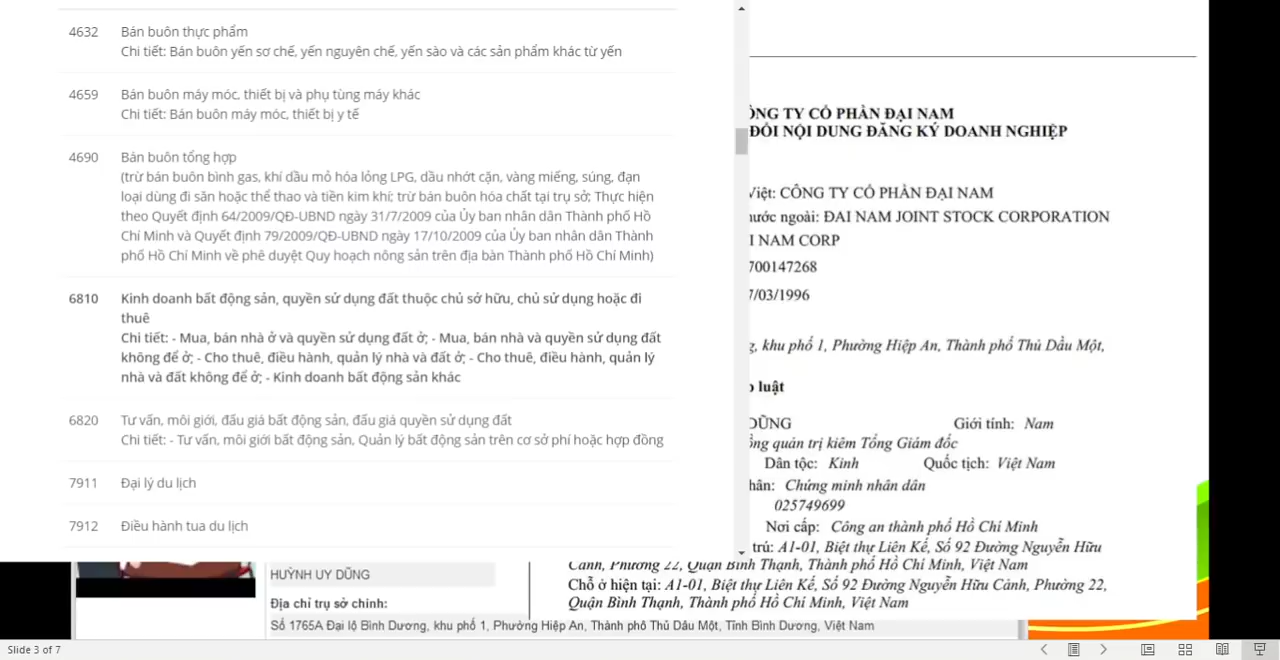 4632 Bán buôn thực phẩm
Chi tiết: Bán buôn yến sơ chế, yến nguyên chế, yến sào và các sản phẩm khác từ yến
4659 Bán buôn máy móc, thiết bị và phụ tùng máy khác
Chi tiết: Bán buôn máy móc, thiết bị y tế
4690 Bán buôn tổng hợp
(trừ bán buôn bình gas, khí dầu mỏ hóa lỏng LPG, dầu nhớt cặn, vàng miếng, súng, đạn
loại dùng đi săn hoặc thể thao và tiền kim khí; trừ bán buôn hóa chất tại trụ sở; Thực hiện
theo Quyết định 64/2009/QĐ-UBND ngày 31/7/2009 của Ủy ban nhân dân Thành phố Hồ
Chí Minh và Quyết định 79/2009/QĐ-UBND ngày 17/10/2009 của Ủy ban nhân dân Thành
phố Hồ Chí Minh về phê duyệt Quy hoạch nông sản trên địa bàn Thành phố Hồ Chí Minh)
6810 Kinh doanh bất động sản, quyền sử dụng đất thuộc chủ sở hữu, chủ sử dụng hoặc đi
thuê
Chi tiết: - Mua, bán nhà ở và quyền sử dụng đất ở; - Mua, bán nhà và quyền sử dụng đất
không để ở; - Cho thuê, điều hành, quản lý nhà và đất ở; - Cho thuê, điều hành, quản lý
nhà và đất không để ở; - Kinh doanh bất động sản khác
6820 Tư vấn, môi giới, đấu giá bất động sản, đấu giá quyền sử dụng đất
Chi tiết: - Tư vấn, môi giới bất động sản, Quản lý bất động sản trên cơ sở phí hoặc hợp đồng
7911 Đại lý du lịch
7912 Điều hành tua du lịch
ÔNG TY CỔ PHẦN ĐẠI NAM
ĐỔI NỘI DUNG ĐĂNG KÝ DOANH NGHIỆP
Việt: CÔNG TY CỔ PHẦN ĐẠI NAM
nước ngoài: ĐAI NAM JOINT STOCK CORPORATION
I NAM CORP
700147268
7/03/1996
g, khu phố 1, Phường Hiệp An, Thành phố Thủ Dầu Một,
luật
DŨNG Giới tính: Nam
ồng quản trị kiêm Tổng Giám đốc
Dân tộc: Kinh Quốc tịch: Việt Nam
hân: Chứng minh nhân dân
025749699
Nơi cấp: Công an thành phố Hồ Chí Minh
trú: A1-01, Biệt thự Liên Kế, Số 92 Đường Nguyễn Hữu
Cảnh, Phường 22, Quận Bình Thạnh, Thành phố Hồ Chí Minh, Việt Nam
Chỗ ở hiện tại: A1-01, Biệt thự Liên Kế, Số 92 Đường Nguyễn Hữu Cảnh, Phường 22,
Quận Bình Thạnh, Thành phố Hồ Chí Minh, Việt Nam
HUỲNH UY DŨNG
Địa chỉ trụ sở chính:
Số 1765A Đại lộ Bình Dương, khu phố 1, Phường Hiệp An, Thành phố Thủ Dầu Một, Tỉnh Bình Dương, Việt Nam
Slide 3 of 7